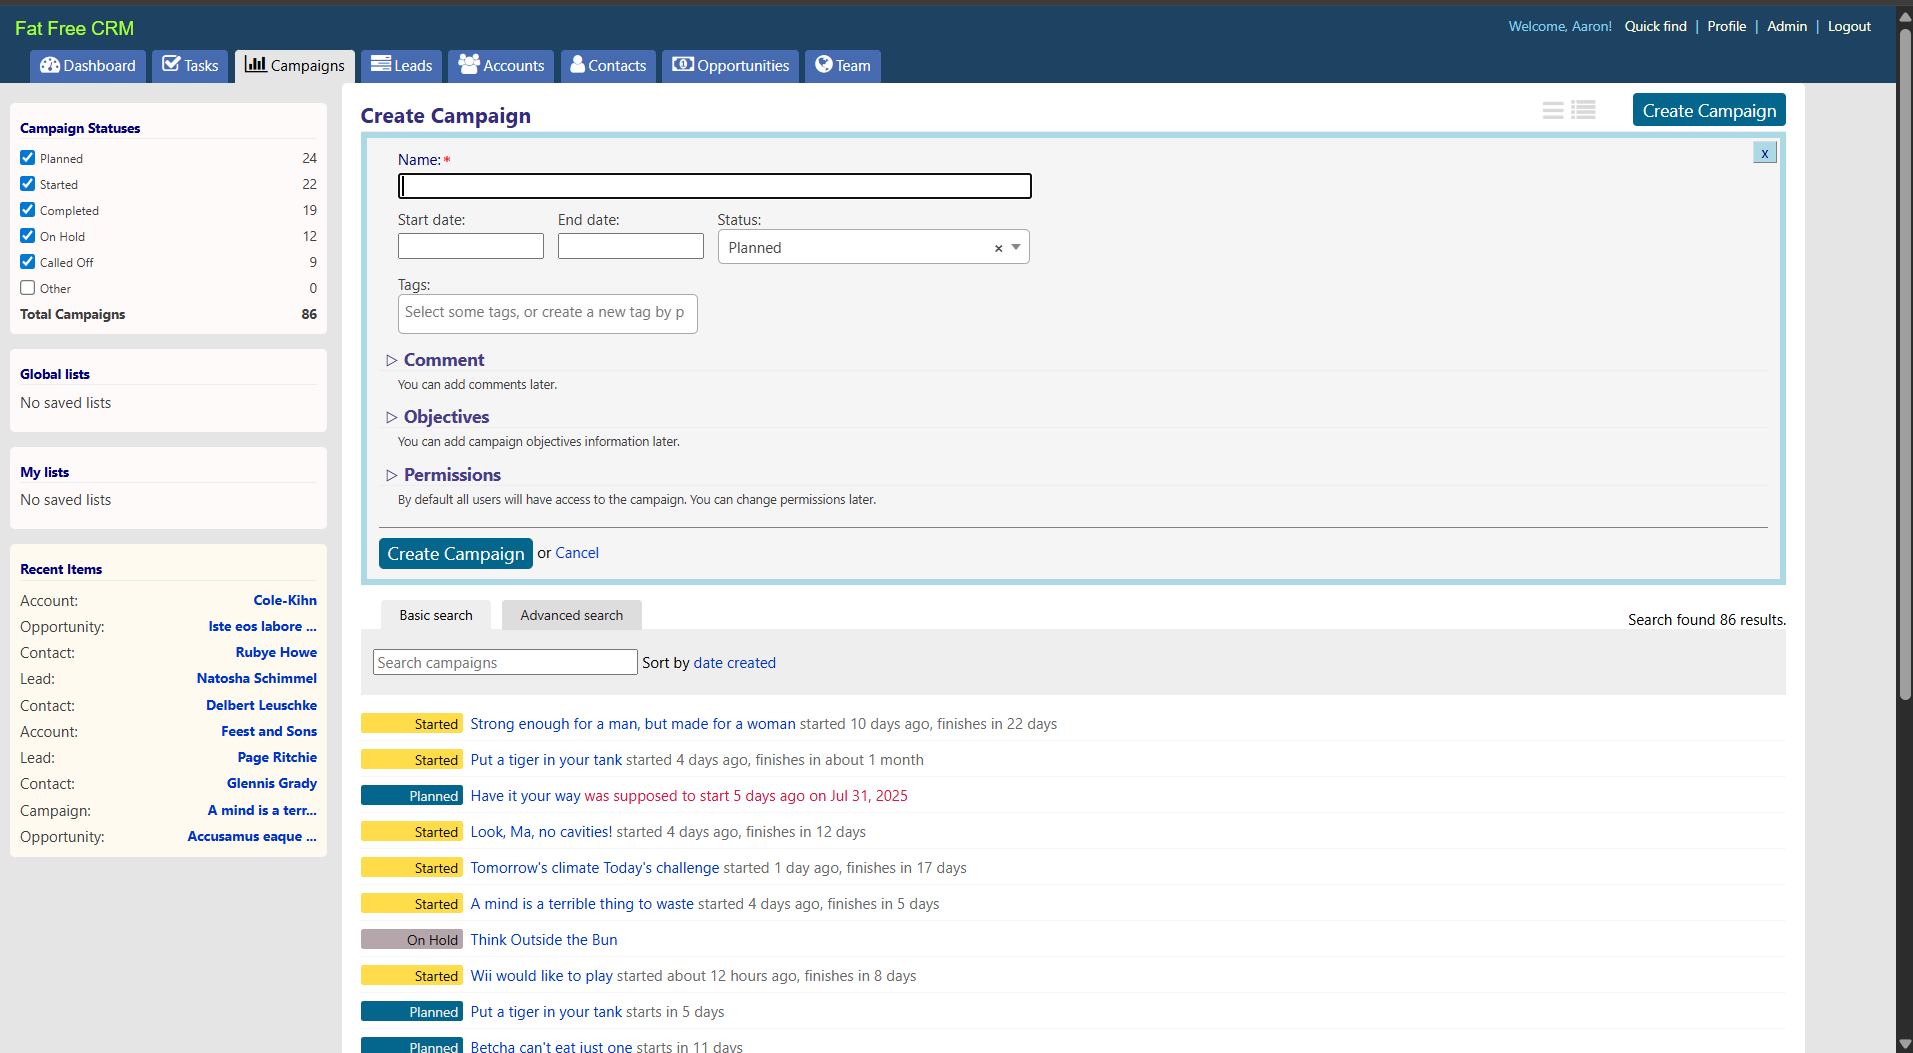 Fat Free CRM
Welcome, Aaron! Quick find | Profile | Admin | Logout
Dashboard Tasks Campaigns Leads Accounts Contacts Opportunities Team
Campaign Statuses
Planned 24
Started 22
Completed 19
On Hold 12
Called Off 9
Other 0
Total Campaigns 86
Global lists
No saved lists
My lists
No saved lists
Recent Items
Account: Cole-Kihn
Opportunity: Iste eos labore ...
Contact: Rubye Howe
Lead: Natosha Schimmel
Contact: Delbert Leuschke
Account: Feest and Sons
Lead: Page Ritchie
Contact: Glennis Grady
Campaign: A mind is a terr...
Opportunity: Accusamus eaque ...
Create Campaign
Create Campaign
x
Name:*
Start date: End date: Status:
Planned × 
Tags:
Select some tags, or create a new tag by p
Comment
You can add comments later.
Objectives
You can add campaign objectives information later.
Permissions
By default all users will have access to the campaign. You can change permissions later.
Create Campaign or Cancel
Basic search Advanced search
Search found 86 results.
Search campaigns Sort by date created
Started Strong enough for a man, but made for a woman started 10 days ago, finishes in 22 days
Started Put a tiger in your tank started 4 days ago, finishes in about 1 month
Planned Have it your way was supposed to start 5 days ago on Jul 31, 2025
Started Look, Ma, no cavities! started 4 days ago, finishes in 12 days
Started Tomorrow's climate Today's challenge started 1 day ago, finishes in 17 days
Started A mind is a terrible thing to waste started 4 days ago, finishes in 5 days
On Hold Think Outside the Bun
Started Wii would like to play started about 12 hours ago, finishes in 8 days
Planned Put a tiger in your tank starts in 5 days
Planned Betcha can't eat just one starts in 11 days